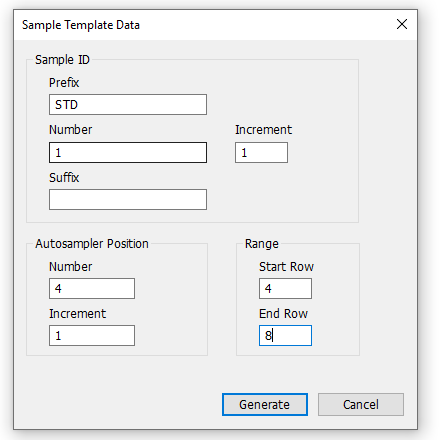 Sample Template Data
Sample ID
Prefix
STD
Number Increment
1 1
Suffix
Autosampler Position
Number
4
Increment
1
Range
Start Row
4
End Row
8
Generate Cancel